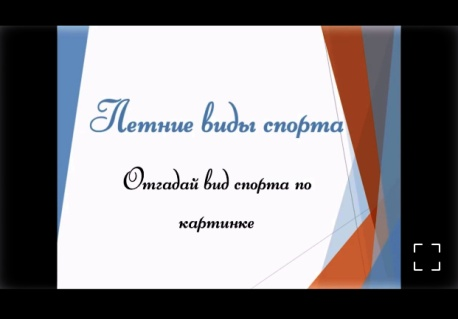 Летние виды спорта
Отгадай вид спорта по
картинке